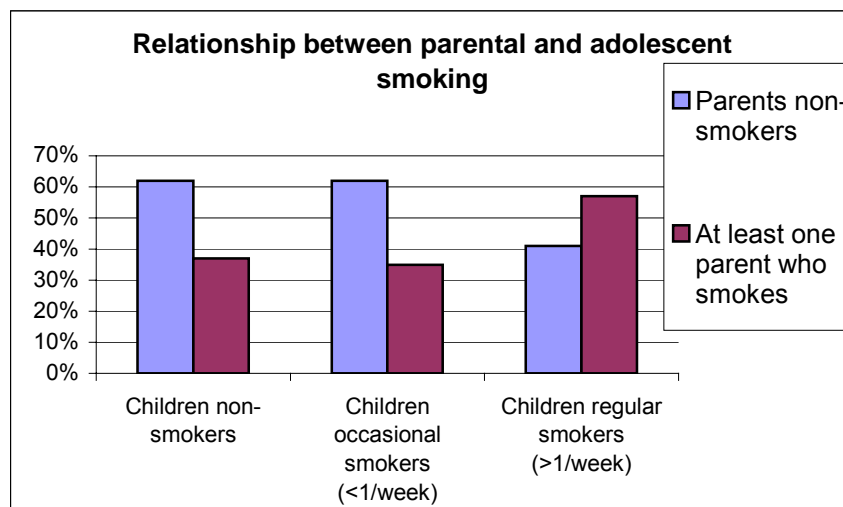 Relationship between parental and adolescent
smoking
Parents non-
smokers
At least one
parent who
smokes
70%
60%
50%
40%
30%
20%
10%
0%
Children non-
smokers
Children
occasional
smokers
(<1/week)
Children regular
smokers
(>1/week)